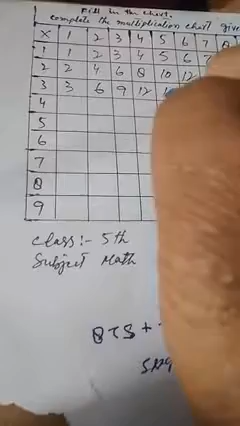 Fill in the chart.
complete the multiplication chart
X 1 2 3 4 5 6 7 8
1 1 2 3 4 5 6 7
2 2 4 6 8 10 12
3 3 6 9 12
4
5
6
7
8
9
Class:- 5th
Subject Math